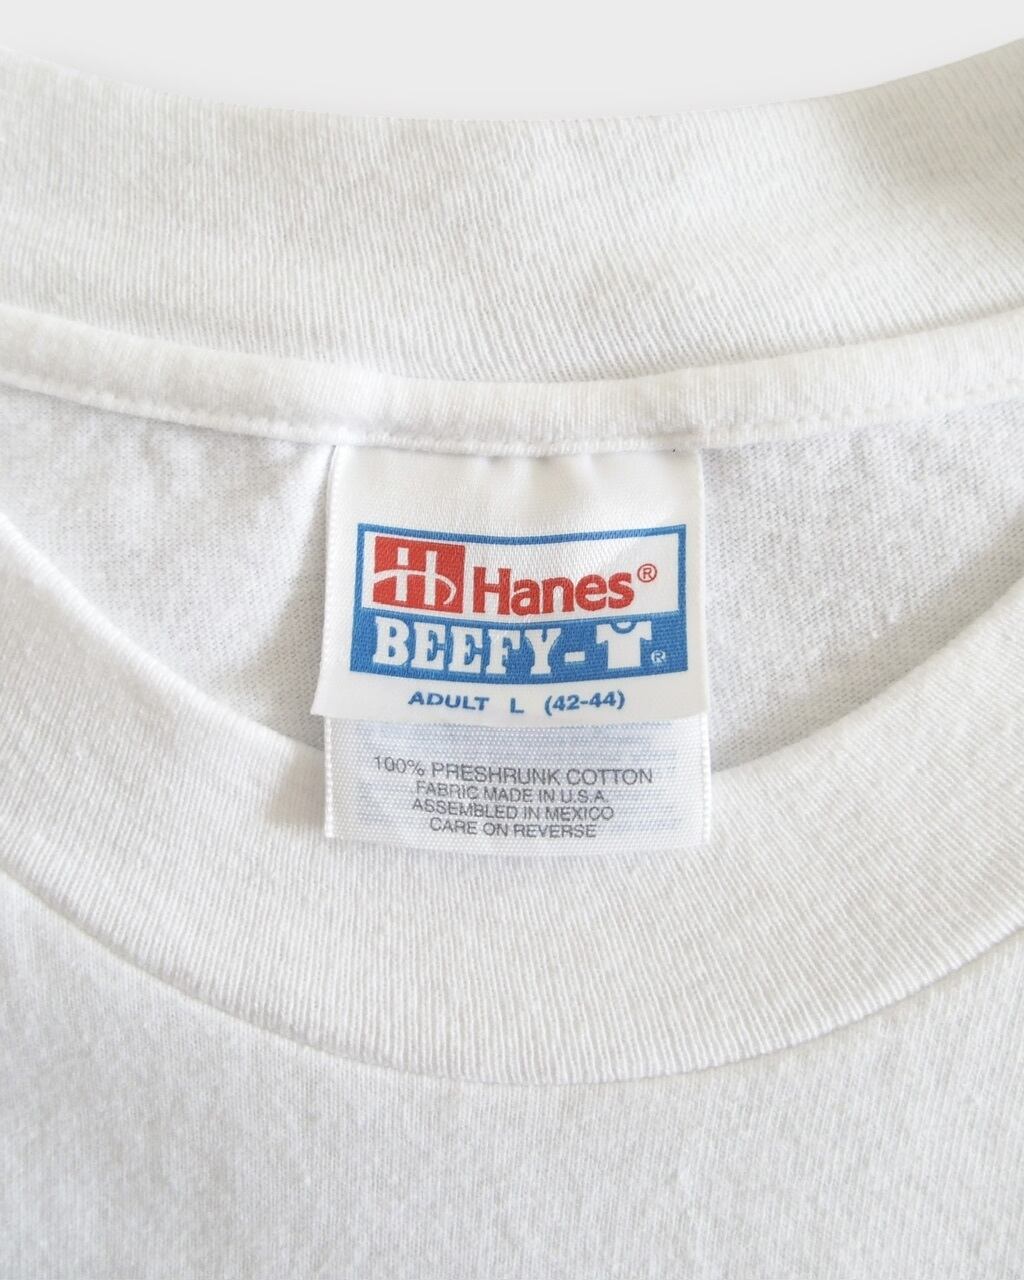 Hanes®
BEEFY-T®
ADULT L (42-44)
100% PRESHRUNK COTTON
FABRIC MADE IN U.S.A.
ASSEMBLED IN MEXICO
CARE ON REVERSE